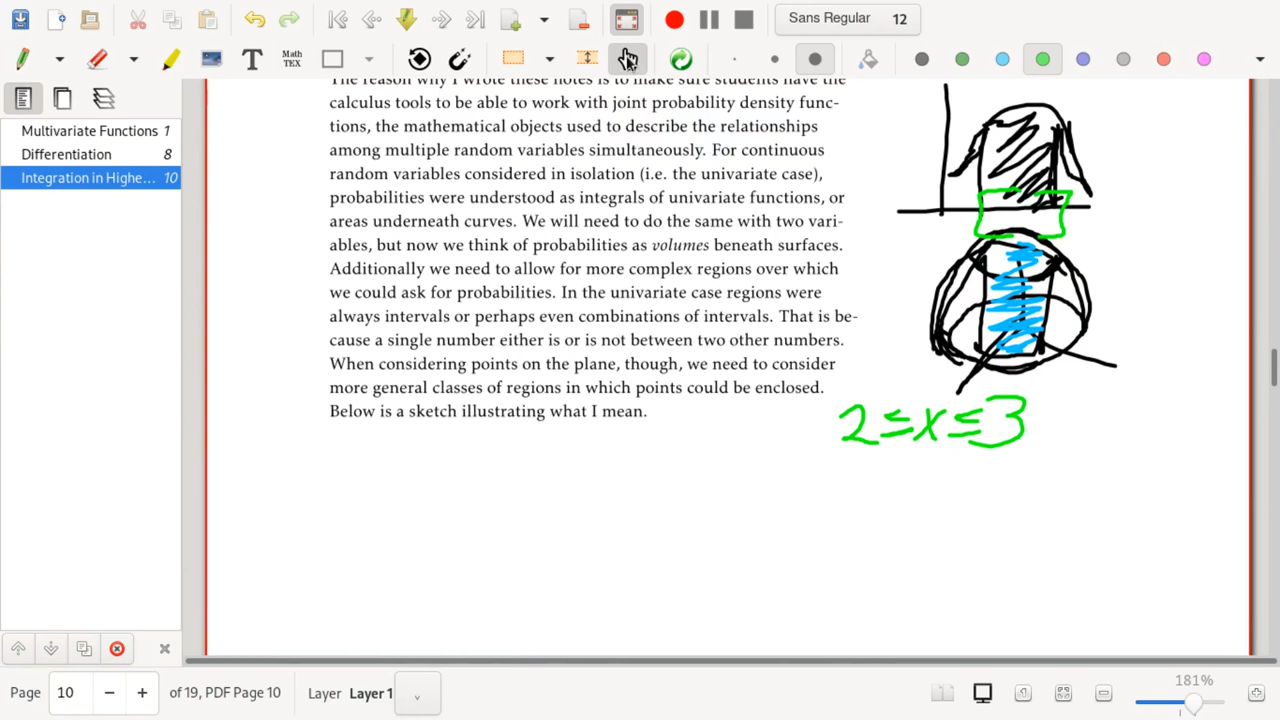 Sans Regular 12
T
Math
TEX
Multivariate Functions 1
Differentiation 8
Integration in Highe... 10
The reason why I wrote these notes is to make sure students have the
calculus tools to be able to work with joint probability density func-
tions, the mathematical objects used to describe the relationships
among multiple random variables simultaneously. For continuous
random variables considered in isolation (i.e. the univariate case),
probabilities were understood as integrals of univariate functions, or
areas underneath curves. We will need to do the same with two vari-
ables, but now we think of probabilities as volumes beneath surfaces.
Additionally we need to allow for more complex regions over which
we could ask for probabilities. In the univariate case regions were
always intervals or perhaps even combinations of intervals. That is be-
cause a single number either is or is not between two other numbers.
When considering points on the plane, though, we need to consider
more general classes of regions in which points could be enclosed.
Below is a sketch illustrating what I mean.
2≤x≤3
Page 10 of 19, PDF Page 10 Layer Layer 1
181%